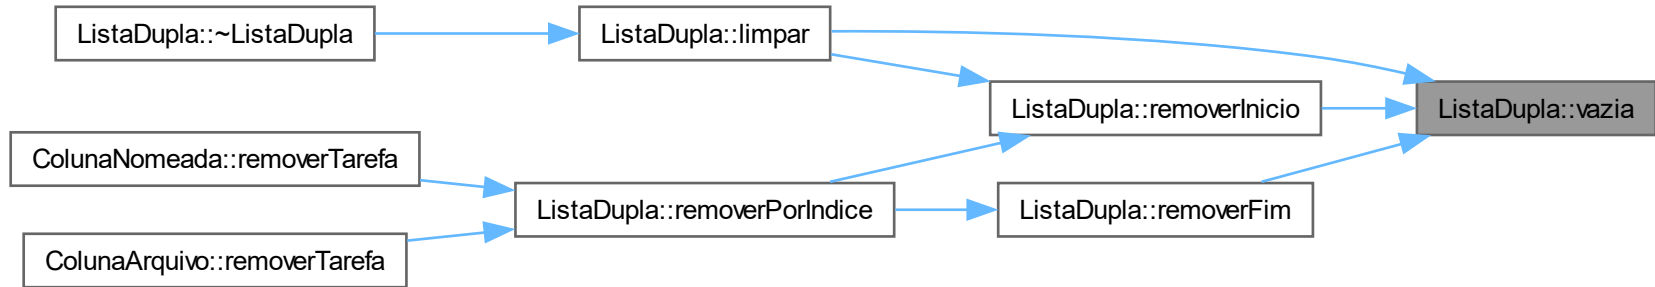 ListaDupla::~ListaDupla
ListaDupla::limpar
ListaDupla::removerInicio
ListaDupla::vazia
ColunaNomeada::removerTarefa
ListaDupla::removerPorIndice
ListaDupla::removerFim
ColunaArquivo::removerTarefa